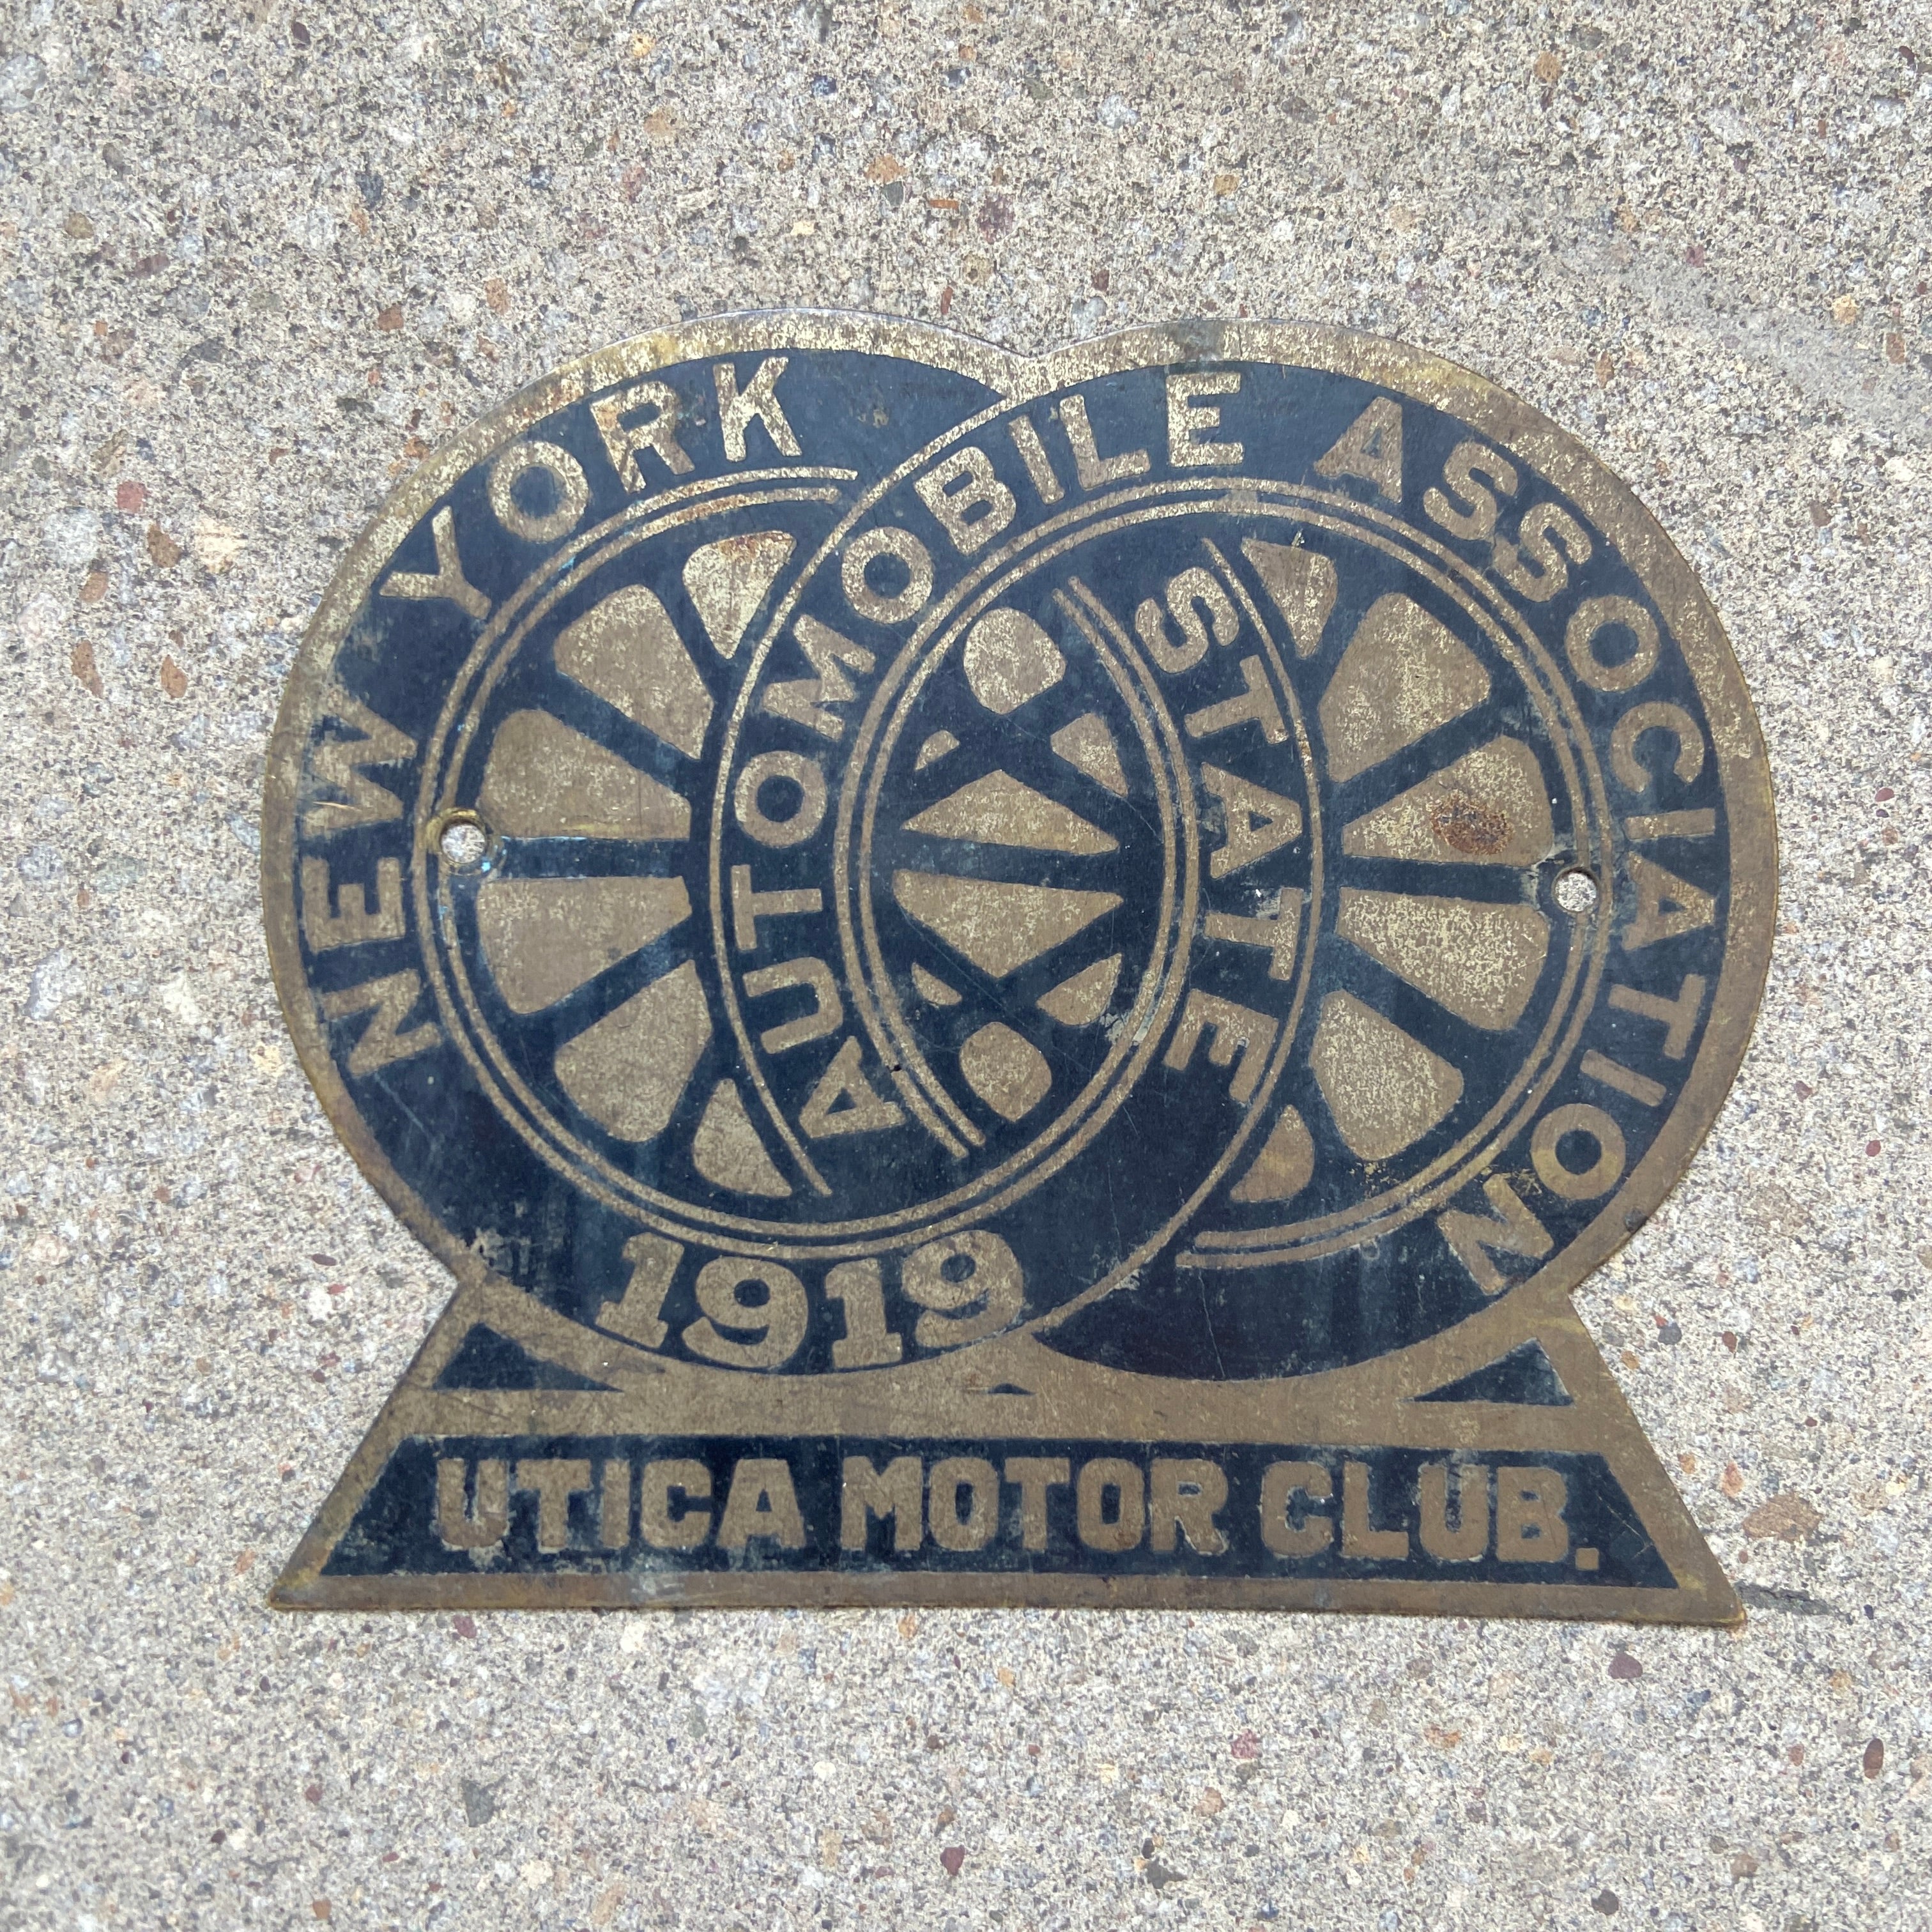 NEW YORK
STATE
AUTOMOBILE ASSOCIATION
1919
UTICA MOTOR CLUB.